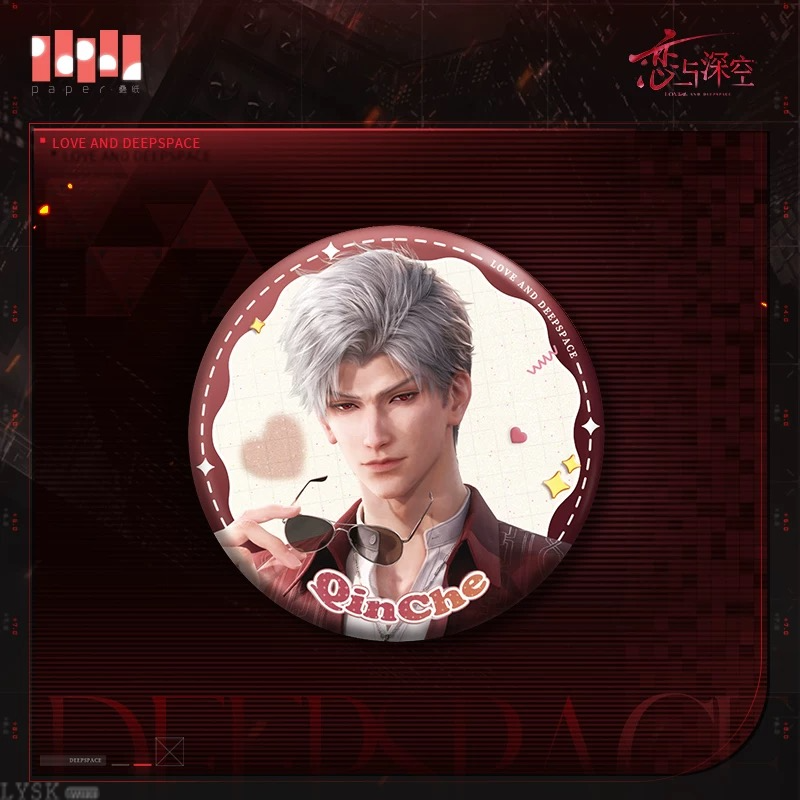 paper 叠纸
恋与深空
LOVE AND DEEPSPACE
LOVE AND DEEPSPACE
LOVE AND DEEPSPACE
QinChe
DEEPSPACE
DEEPSPACE
LYSK